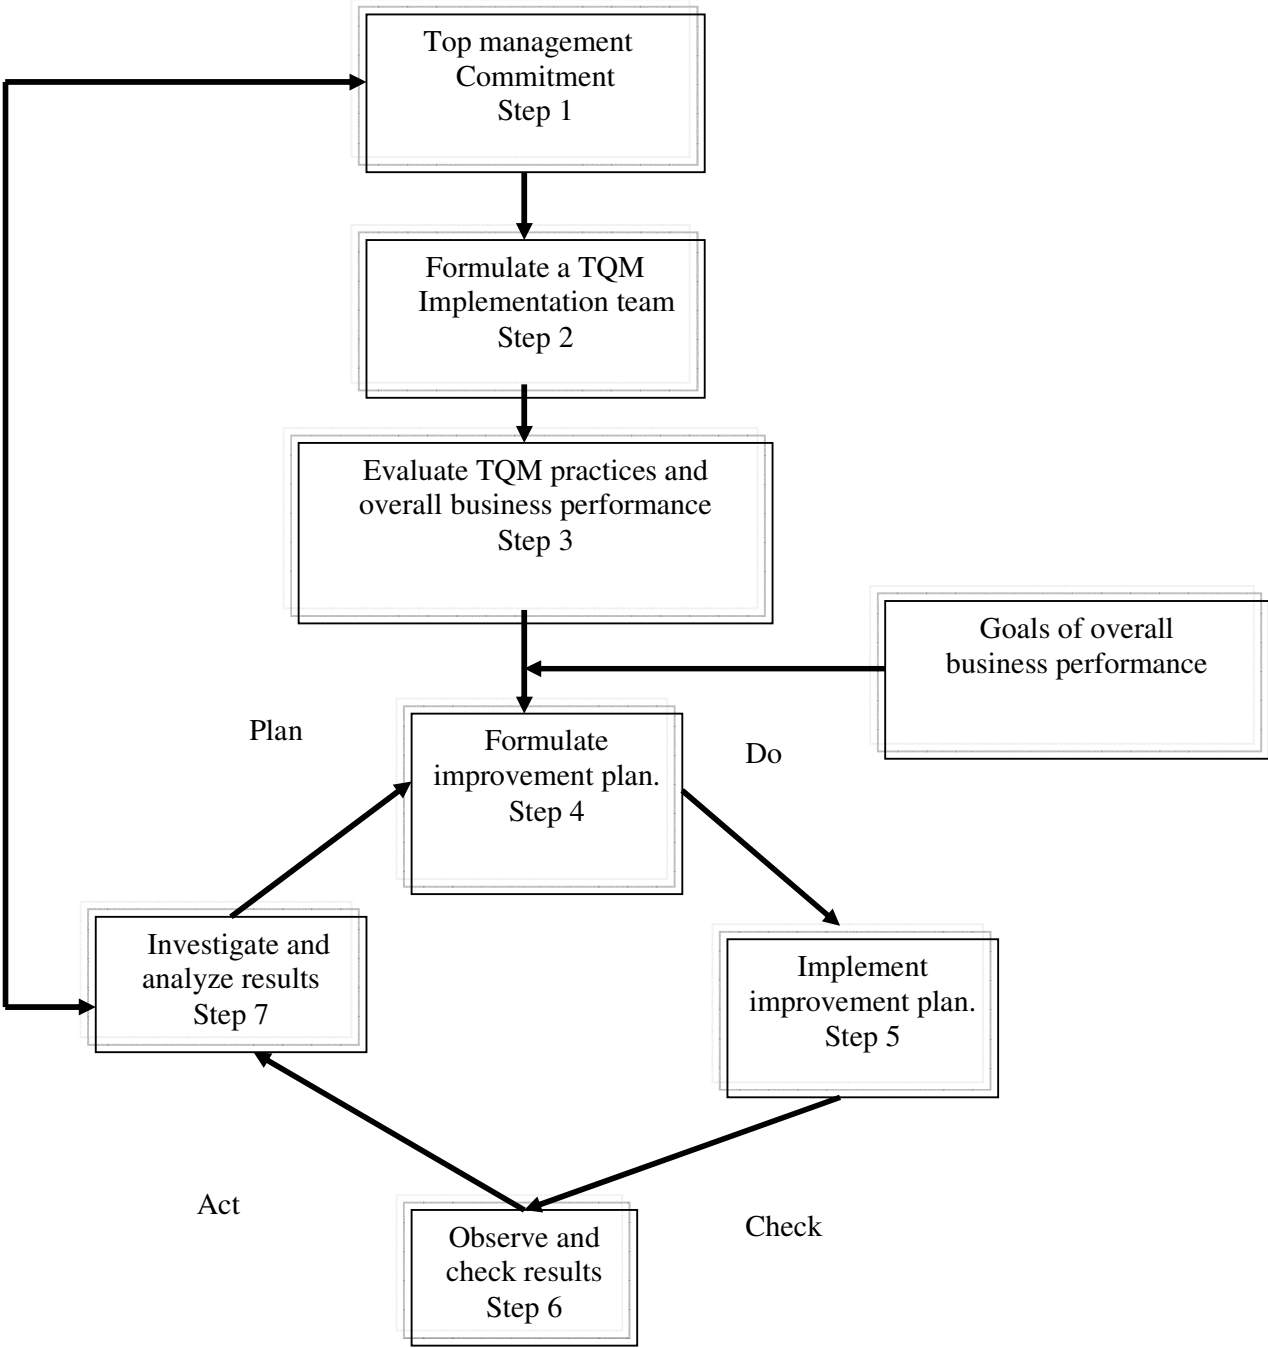 Top management
Commitment
Step 1
Formulate a TQM
Implementation team
Step 2
Evaluate TQM practices and
overall business performance
Step 3
Goals of overall
business performance
Plan
Formulate
improvement plan.
Step 4
Do
Investigate and
analyze results
Step 7
Implement
improvement plan.
Step 5
Act
Check
Observe and
check results
Step 6